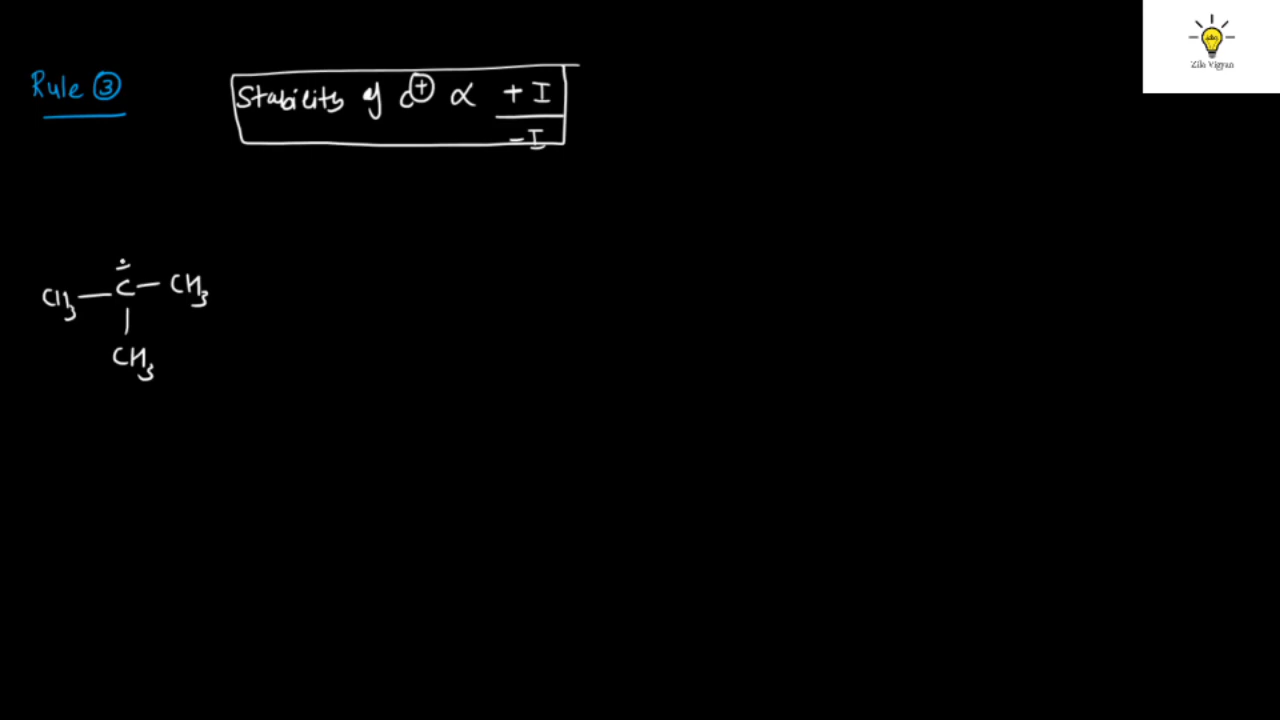 Rule ③
Stability of C⊕ ∝ +I
-I
CH3 — C — CH3
|
CH3
Zila Vigyan